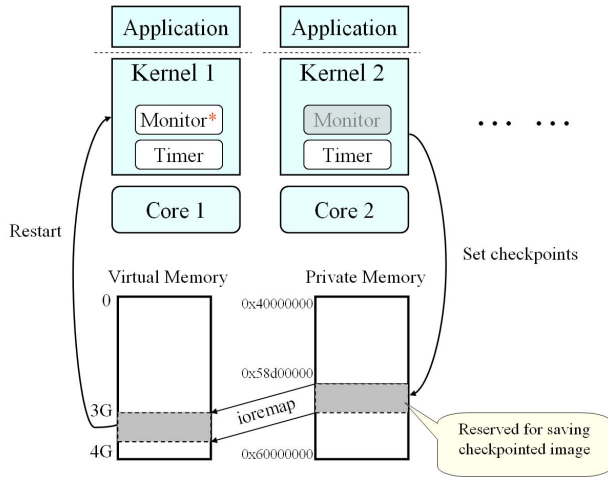 Application
Application
Kernel 1
Kernel 2
Monitor*
Monitor
... ...
Timer
Timer
Core 1
Core 2
Restart
Set checkpoints
Virtual Memory
Private Memory
0
0x40000000
0x58d00000
3G
ioremap
4G
0x60000000
Reserved for saving
checkpointed image